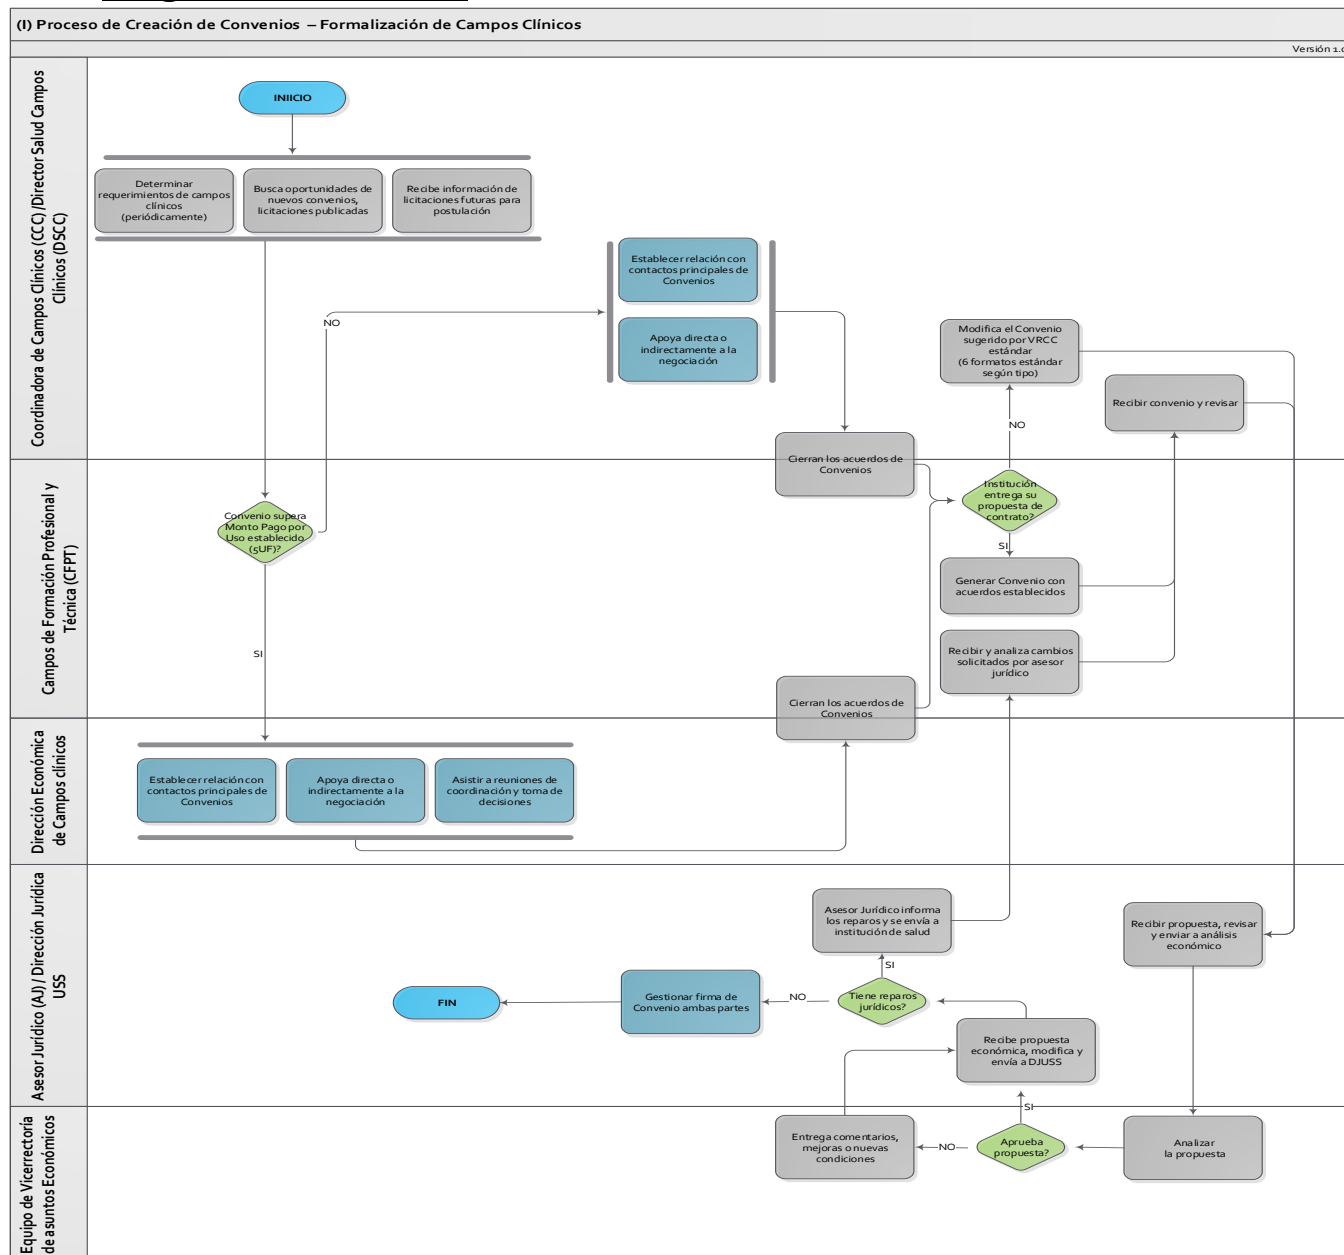 (I) Proceso de Creación de Convenios – Formalización de Campos Clínicos
Versión 1.0
Coordinadora de Campos Clínicos (CCC) /Director Salud Campos
Clínicos (DSCC)
INIICIO
Determinar
requerimientos de campos
clínicos
(periódicamente)
Busca oportunidades de
nuevos convenios,
licitaciones publicadas
Recibe información de
licitaciones futuras para
postulación
Establecer relación con
contactos principales de
Convenios
Apoya directa o
indirectamente a la
negociación
NO
Modifica el Convenio
sugerido por VRCC
estándar
(6 formatos estándar
según tipo)
Recibir convenio y revisar
NO
Cierran los acuerdos de
Convenios
Campos de Formación Profesional y
Técnica (CFPT)
Convenio supera
Monto Pago por
Uso establecido
(5UF)?
SI
Institución
entrega su
propuesta de
contrato?
SI
Generar Convenio con
acuerdos establecidos
Recibir y analiza cambios
solicitados por asesor
jurídico
Cierran los acuerdos de
Convenios
Dirección Económica
de Campos clínicos
Establecer relación con
contactos principales de
Convenios
Apoya directa o
indirectamente a la
negociación
Asistir a reuniones de
coordinación y toma de
decisiones
Asesor Jurídico (AJ) / Dirección Jurídica
USS
Asesor Jurídico informa
los reparos y se envía a
institución de salud
Recibir propuesta, revisar
y enviar a análisis
económico
SI
Tiene reparos
jurídicos?
NO
Gestionar firma de
Convenio ambas partes
FIN
Recibe propuesta
económica, modifica y
envía a DJUSS
Equipo de Vicerrectoría
de asuntos Económicos
SI
Entrega comentarios,
mejoras o nuevas
condiciones
NO
Aprueba
propuesta?
Analizar
la propuesta